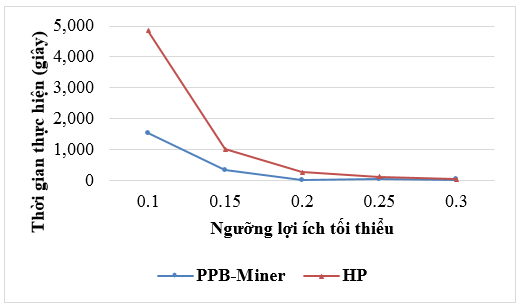 Thời gian thực hiện (giây)
5,000
4,000
3,000
2,000
1,000
0
0.1 0.15 0.2 0.25 0.3
Ngưỡng lợi ích tối thiểu
PPB-Miner HP